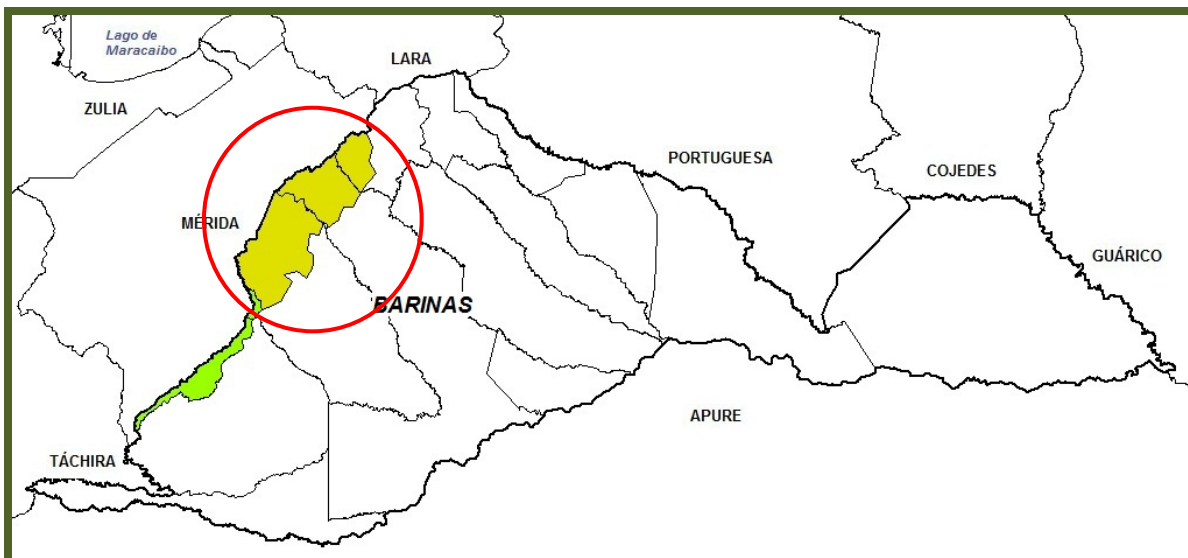 Lago de
Maracaibo
LARA
ZULIA
PORTUGUESA
COJEDES
MÉRIDA
GUÁRICO
BARINAS
APURE
TÁCHIRA